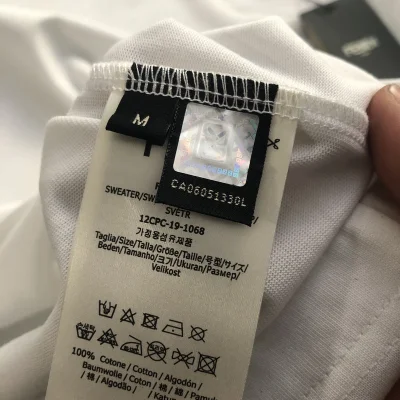 M
CA06051330L
SWEATER/SW
SVETR
12CPC-19-1068
가정용섬유제품
Taglia/Size/Talla/Größe/Taille/号型/サイズ/
Beden/Tamanho/크기/Ukuran/Размер/
Velikost
100% Cotone / Cotton / Algodón /
Baumwolle / Coton / 棉 / 綿 /
/ 棉 / Algodão /